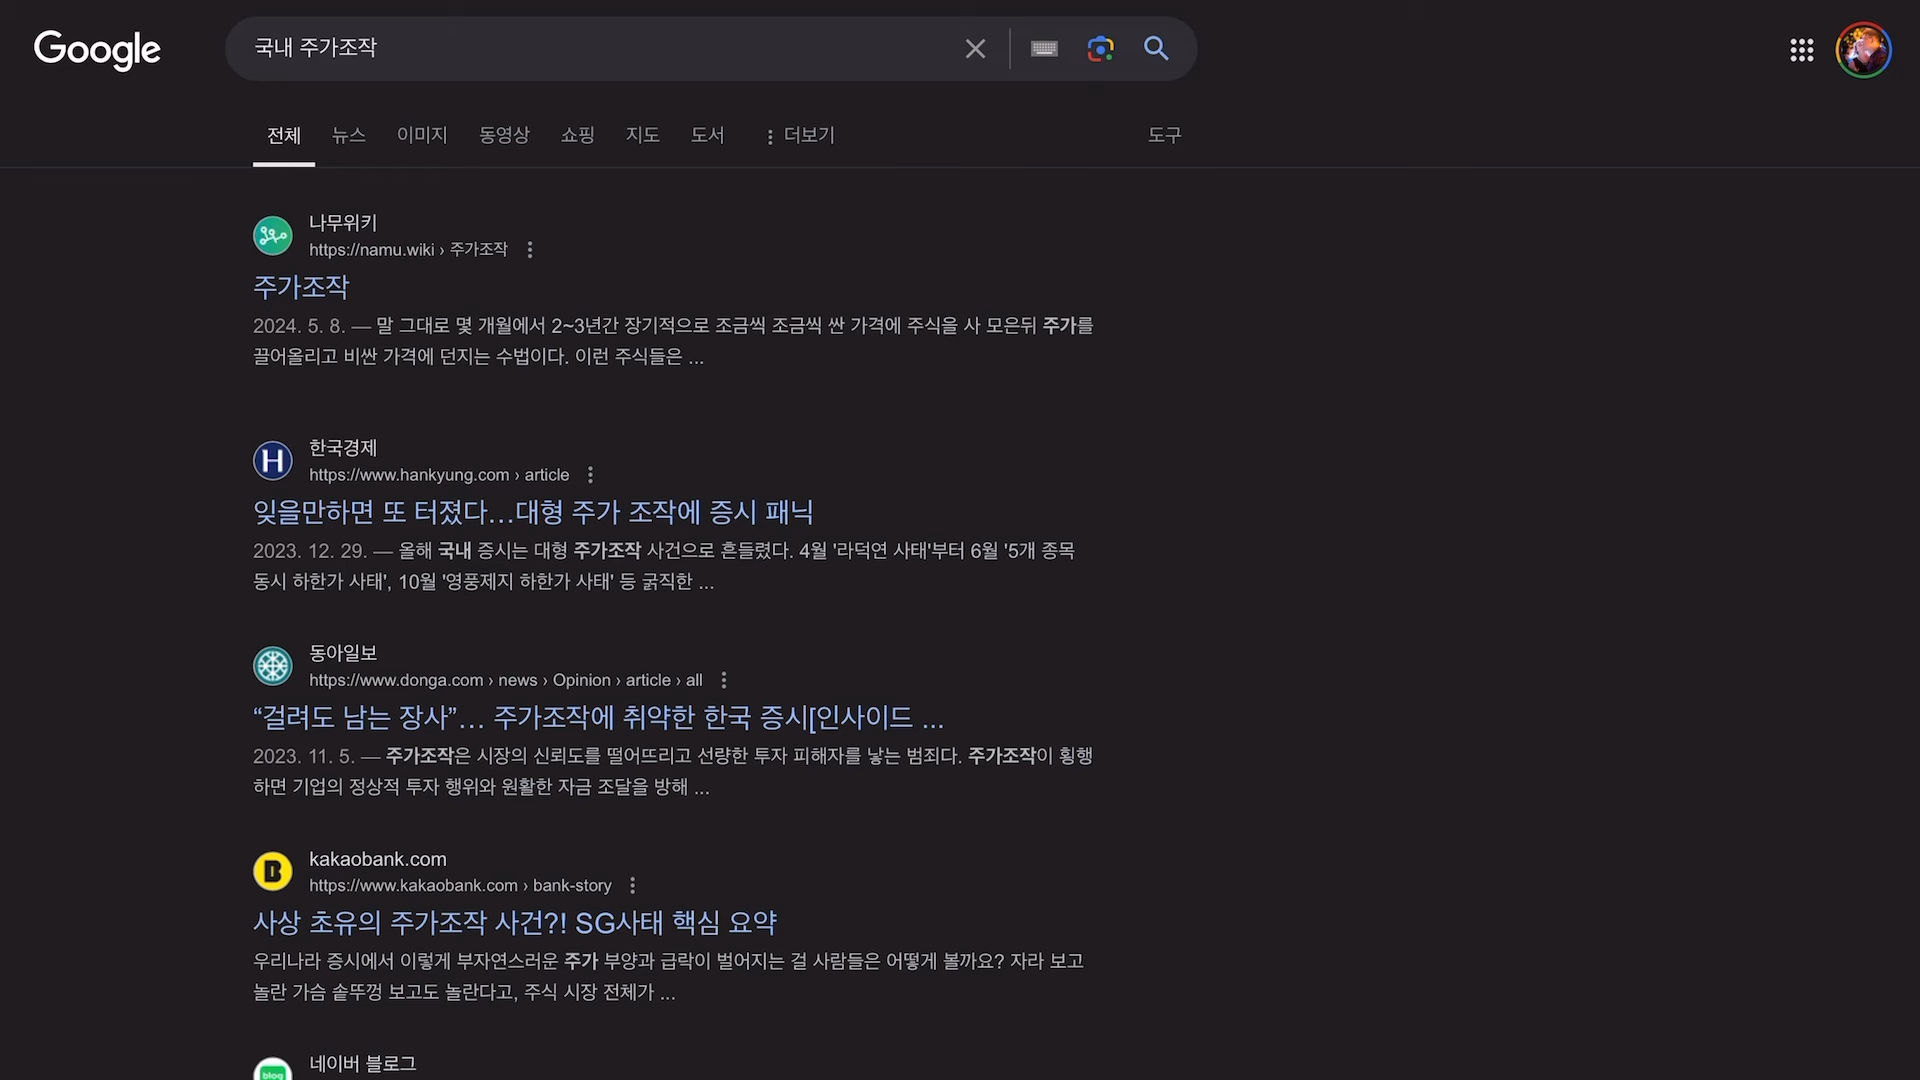 Google
국내 주가조작
전체 뉴스 이미지 동영상 쇼핑 지도 도서 더보기 도구
나무위키
https://namu.wiki › 주가조작
주가조작
2024. 5. 8. — 말 그대로 몇 개월에서 2~3년간 장기적으로 조금씩 조금씩 싼 가격에 주식을 사 모은뒤 주가를
끌어올리고 비싼 가격에 던지는 수법이다. 이런 주식들은 ...
H
한국경제
https://www.hankyung.com › article
잊을만하면 또 터졌다…대형 주가 조작에 증시 패닉
2023. 12. 29. — 올해 국내 증시는 대형 주가조작 사건으로 흔들렸다. 4월 '라덕연 사태'부터 6월 '5개 종목
동시 하한가 사태', 10월 '영풍제지 하한가 사태' 등 굵직한 ...
동아일보
https://www.donga.com › news › Opinion › article › all
“걸려도 남는 장사”… 주가조작에 취약한 한국 증시[인사이드 ...
2023. 11. 5. — 주가조작은 시장의 신뢰도를 떨어뜨리고 선량한 투자 피해자를 낳는 범죄다. 주가조작이 횡행
하면 기업의 정상적 투자 행위와 원활한 자금 조달을 방해 ...
B
kakaobank.com
https://www.kakaobank.com › bank-story
사상 초유의 주가조작 사건?! SG사태 핵심 요약
우리나라 증시에서 이렇게 부자연스러운 주가 부양과 급락이 벌어지는 걸 사람들은 어떻게 볼까요? 자라 보고
놀란 가슴 솥뚜껑 보고도 놀란다고, 주식 시장 전체가 ...
blog
네이버 블로그